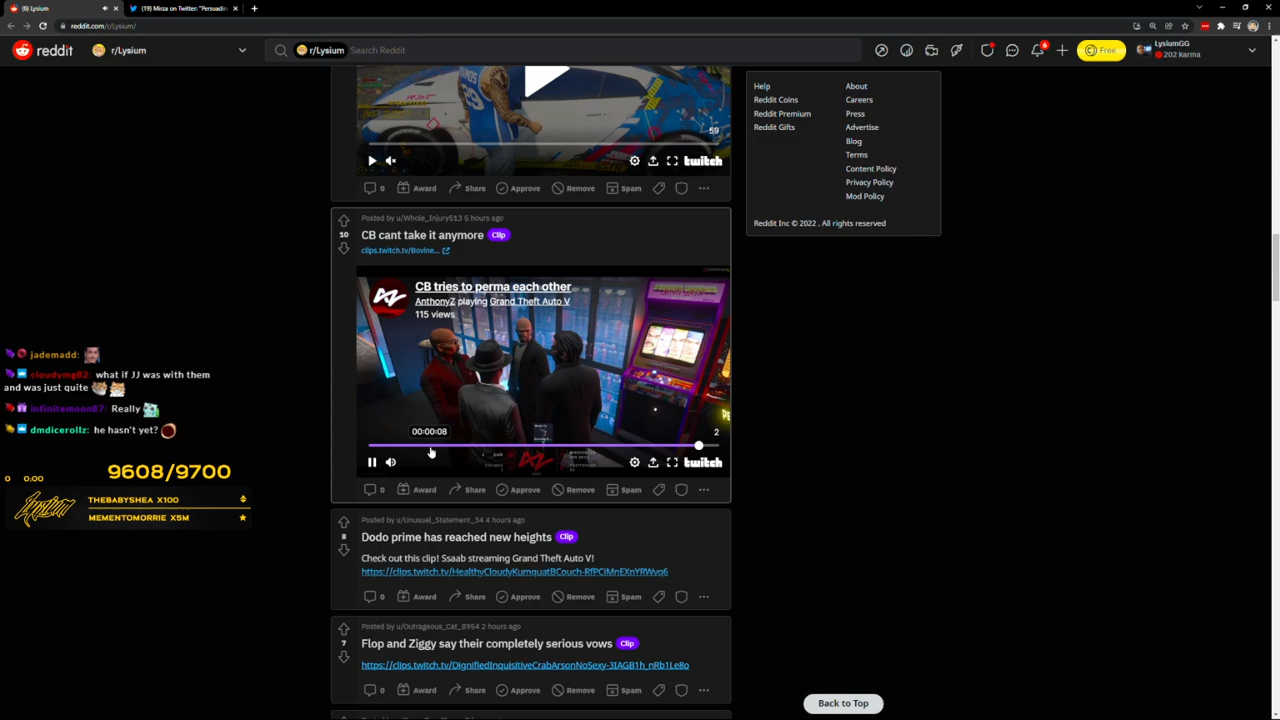 (6) Lysium
(19) Mirza on Twitter: "Persuadin
reddit.com/r/Lysium/
reddit
r/Lysium
r/Lysium
Search Reddit
6
Free
LysiumGG
202 karma
23
59
twitch
0 Award Share Approve Remove Spam
Help About
Reddit Coins Careers
Reddit Premium Press
Reddit Gifts Advertise
Blog
Terms
Content Policy
Privacy Policy
Mod Policy
Reddit Inc © 2022 . All rights reserved
Posted by u/Whole_Injury513 5 hours ago
10
CB cant take it anymore Clip
clips.twitch.tv/Bovine...
CB tries to perma each other
AnthonyZ playing Grand Theft Auto V
115 views
00:00:08
2
twitch
0 Award Share Approve Remove Spam
jademadd:
cloudymg82: what if JJ was with them
and was just quite
infinitemoon87: Really
dmdicerollz: he hasn't yet?
9608/9700
0 0:00
THEBABYSHEA X100
MEMENTOMORRIE X5M
Posted by u/Unusual_Statement_34 4 hours ago
8
Dodo prime has reached new heights Clip
Check out this clip! Ssaab streaming Grand Theft Auto V!
https://clips.twitch.tv/HealthyCloudyKumquatBCouch-RfPCiMnEXnYRWvq6
0 Award Share Approve Remove Spam
Posted by u/Outrageous_Cat_8954 2 hours ago
7
Flop and Ziggy say their completely serious vows Clip
https://clips.twitch.tv/DignifiedInquisitiveCrabArsonNoSexy-3IAGB1h_nRb1Le8o
0 Award Share Approve Remove Spam
Back to Top